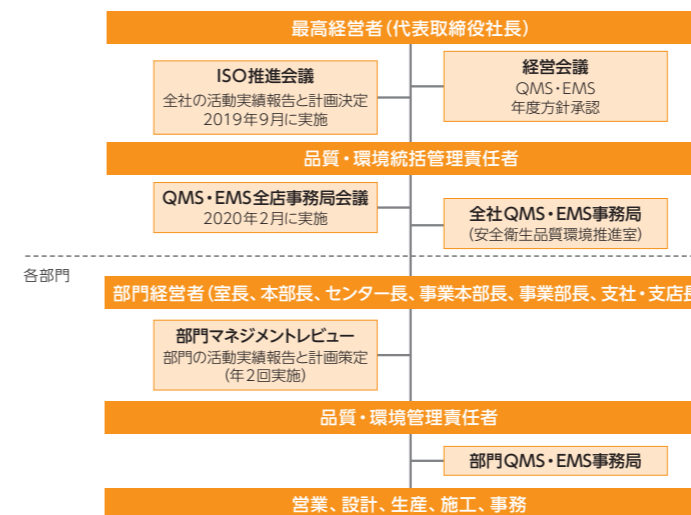 最高経営者(代表取締役社長)
ISO推進会議
全社の活動実績報告と計画決定
2019年9月に実施
経営会議
QMS・EMS
年度方針承認
品質・環境統括管理責任者
QMS・EMS全店事務局会議
2020年2月に実施
全社QMS・EMS事務局
(安全衛生品質環境推進室)
各部門
部門経営者(室長、本部長、センター長、事業本部長、事業部長、支社・支店長
部門マネジメントレビュー
部門の活動実績報告と計画策定
(年2回実施)
品質・環境管理責任者
部門QMS・EMS事務局
営業、設計、生産、施工、事務